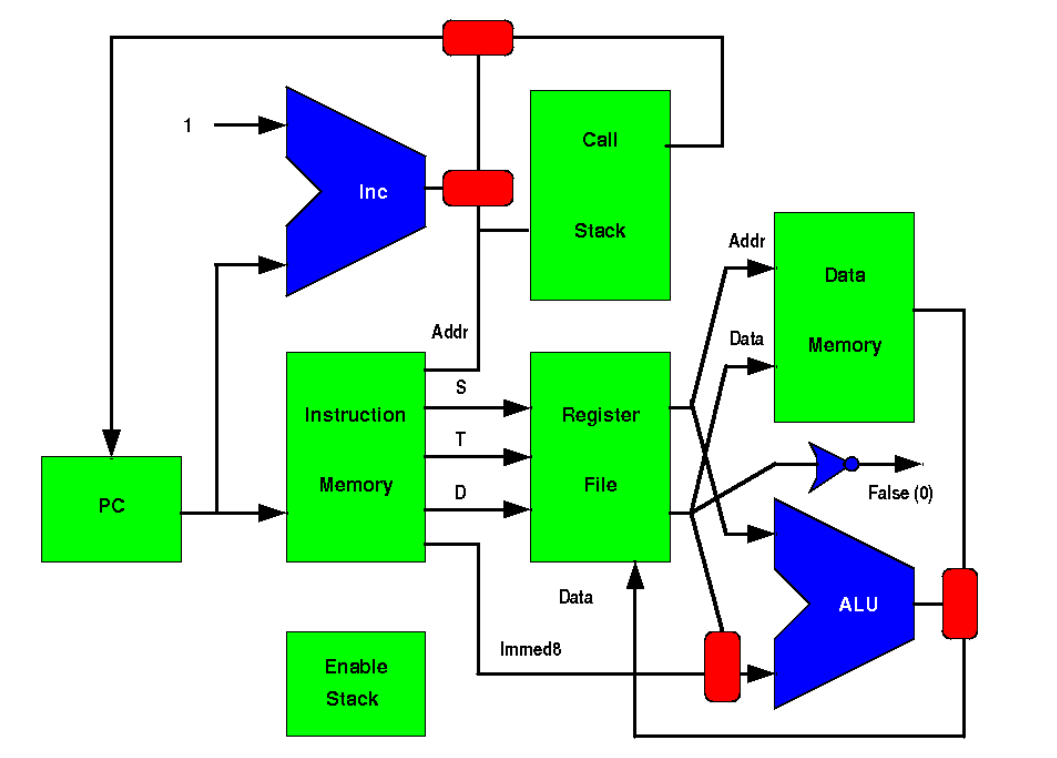 1
Inc
Call
Stack
Addr
Data
Memory
Addr
Data
Instruction
Memory
S
T
D
Register
File
PC
False (0)
ALU
Data
Immed8
Enable
Stack